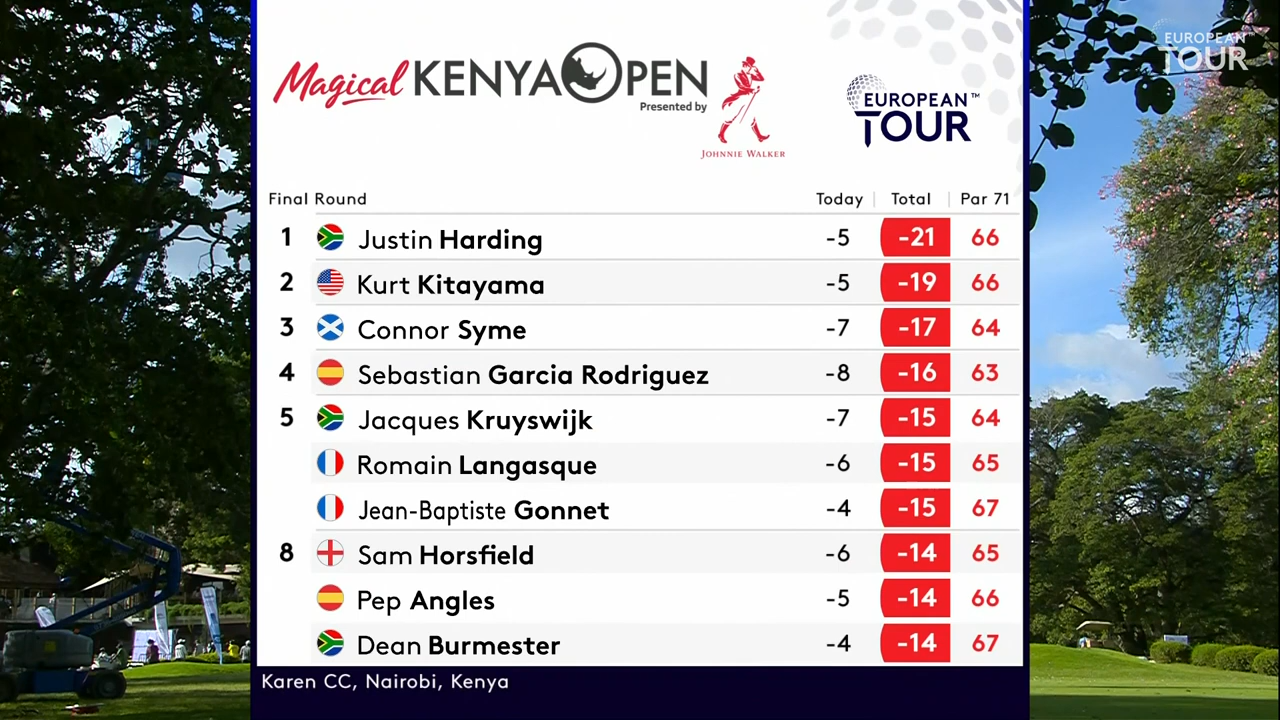 Magical KENYA OPEN
Presented by
JOHNNIE WALKER
EUROPEAN™
TOUR
EUROPEAN™
TOUR
Final Round Today Total Par 71
1 Justin Harding -5 -21 66
2 Kurt Kitayama -5 -19 66
3 Connor Syme -7 -17 64
4 Sebastian Garcia Rodriguez -8 -16 63
5 Jacques Kruyswijk -7 -15 64
Romain Langasque -6 -15 65
Jean-Baptiste Gonnet -4 -15 67
8 Sam Horsfield -6 -14 65
Pep Angles -5 -14 66
Dean Burmester -4 -14 67
Karen CC, Nairobi, Kenya